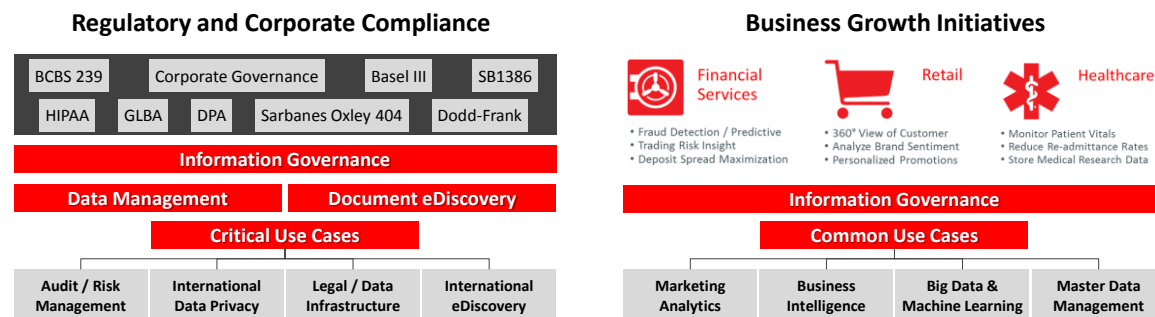 Regulatory and Corporate Compliance
BCBS 239
Corporate Governance
Basel III
SB1386
HIPAA
GLBA
DPA
Sarbanes Oxley 404
Dodd-Frank
Information Governance
Data Management
Document eDiscovery
Critical Use Cases
Audit / Risk
Management
International
Data Privacy
Legal / Data
Infrastructure
International
eDiscovery
Business Growth Initiatives
Financial
Services
• Fraud Detection / Predictive
• Trading Risk Insight
• Deposit Spread Maximization
Retail
• 360° View of Customer
• Analyze Brand Sentiment
• Personalized Promotions
Healthcare
• Monitor Patient Vitals
• Reduce Re-admittance Rates
• Store Medical Research Data
Information Governance
Common Use Cases
Marketing
Analytics
Business
Intelligence
Big Data &
Machine Learning
Master Data
Management